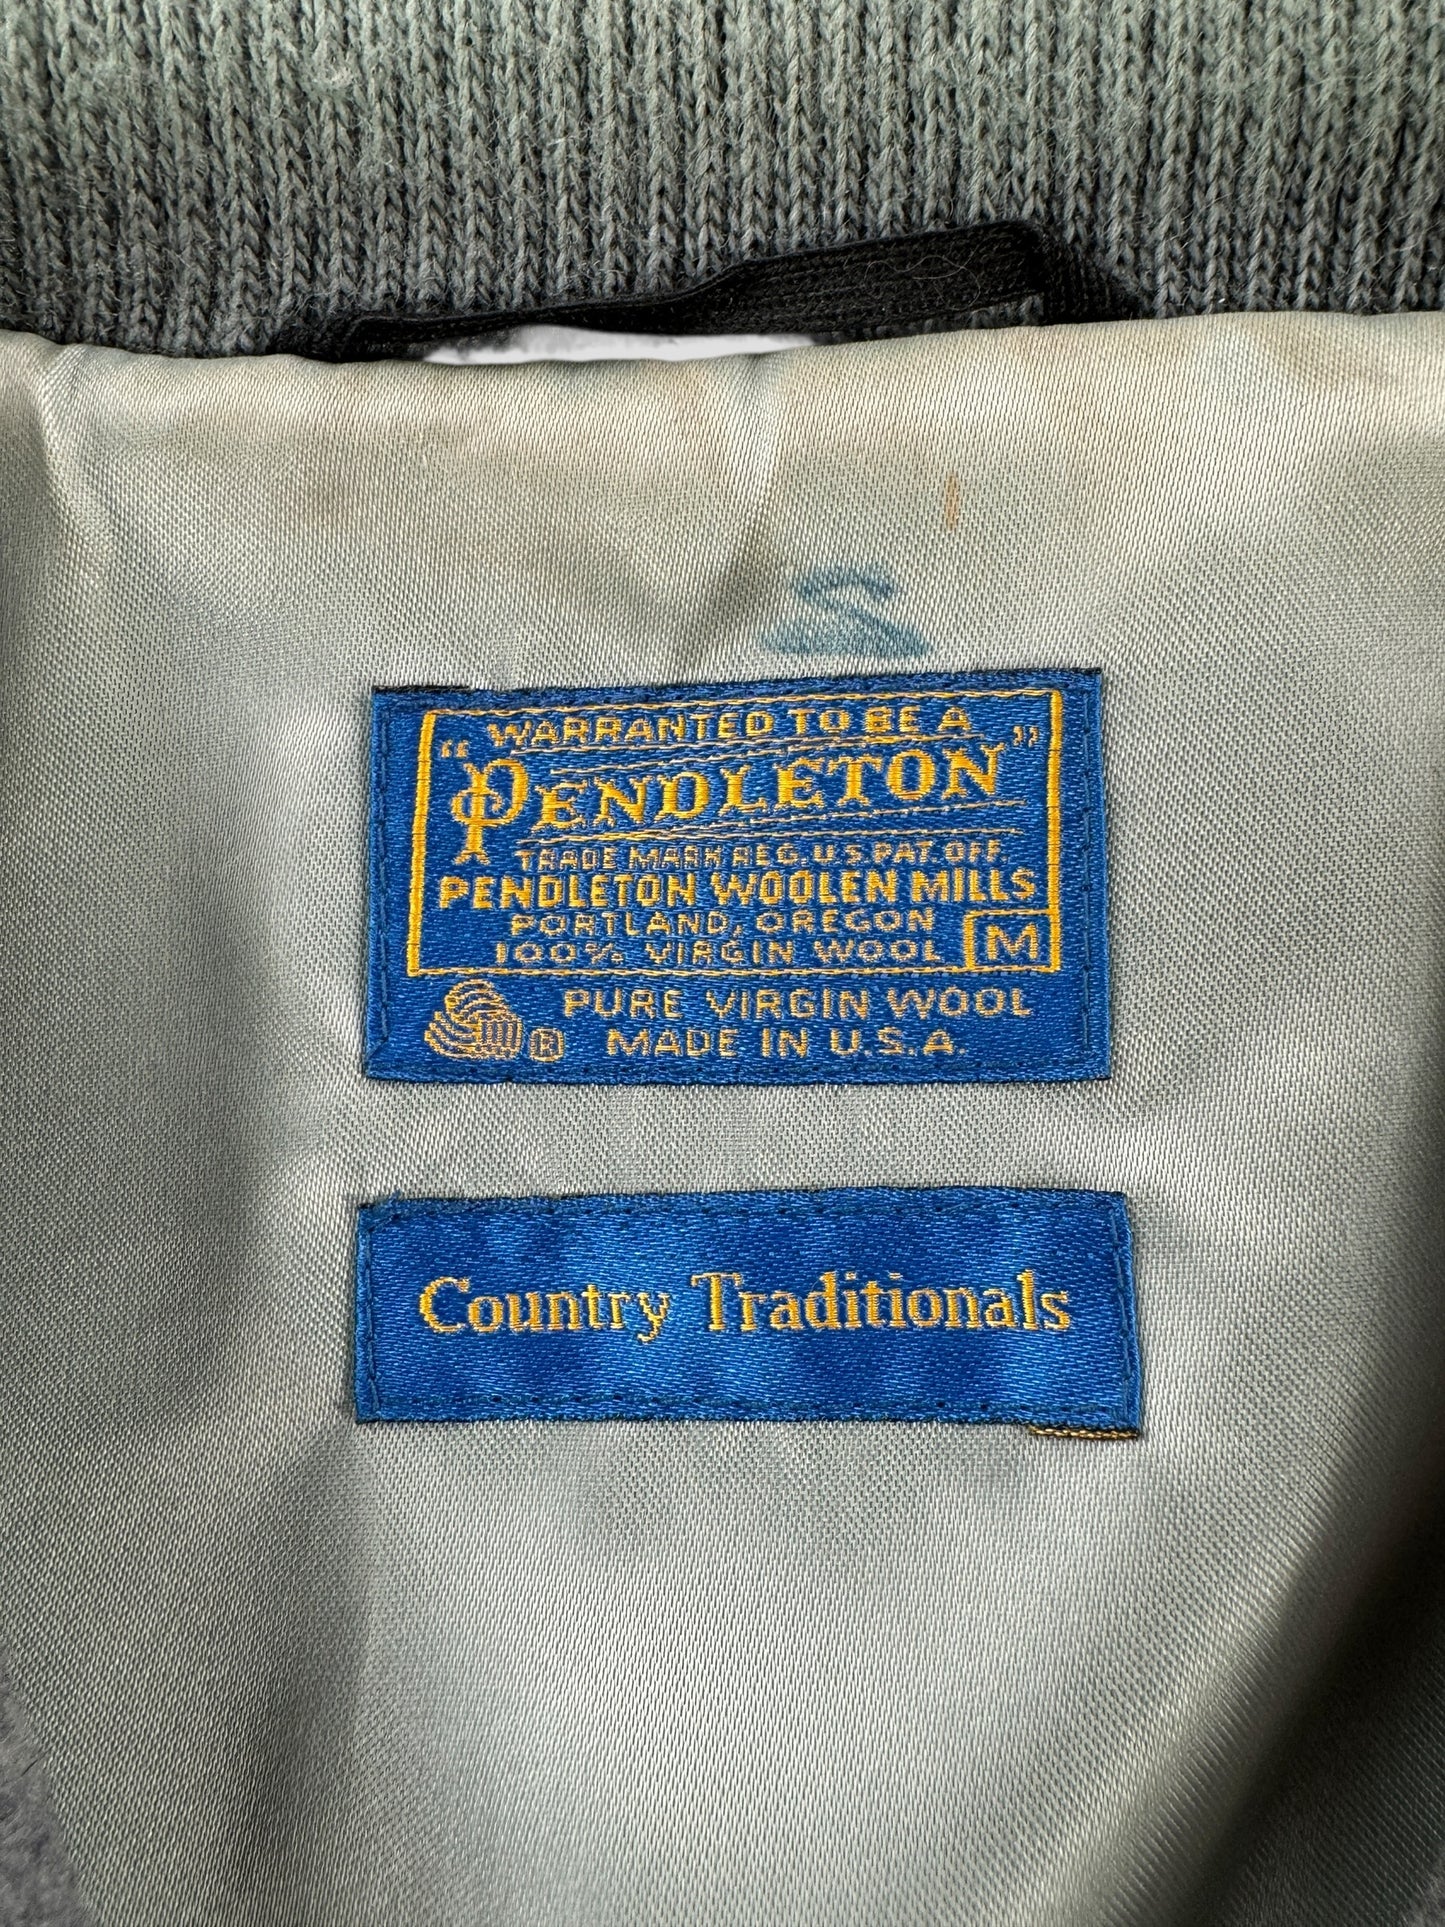 2
WARRANTED TO BE A
"PENDLETON"
TRADE MARK REG. U.S. PAT. OFF.
PENDLETON WOOLEN MILLS
PORTLAND, OREGON
100% VIRGIN WOOL M
PURE VIRGIN WOOL
® MADE IN U.S.A.
Country Traditionals